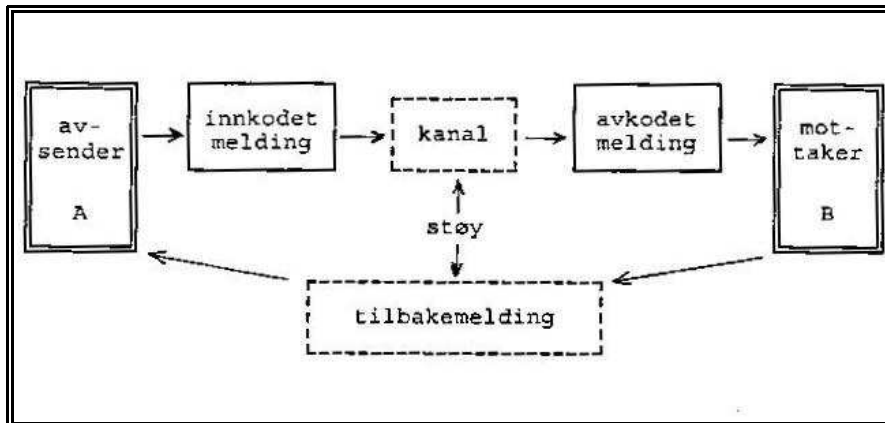 av-
sender
A
innkodet
melding
kanal
avkodet
melding
mot-
taker
B
støy
tilbakemelding